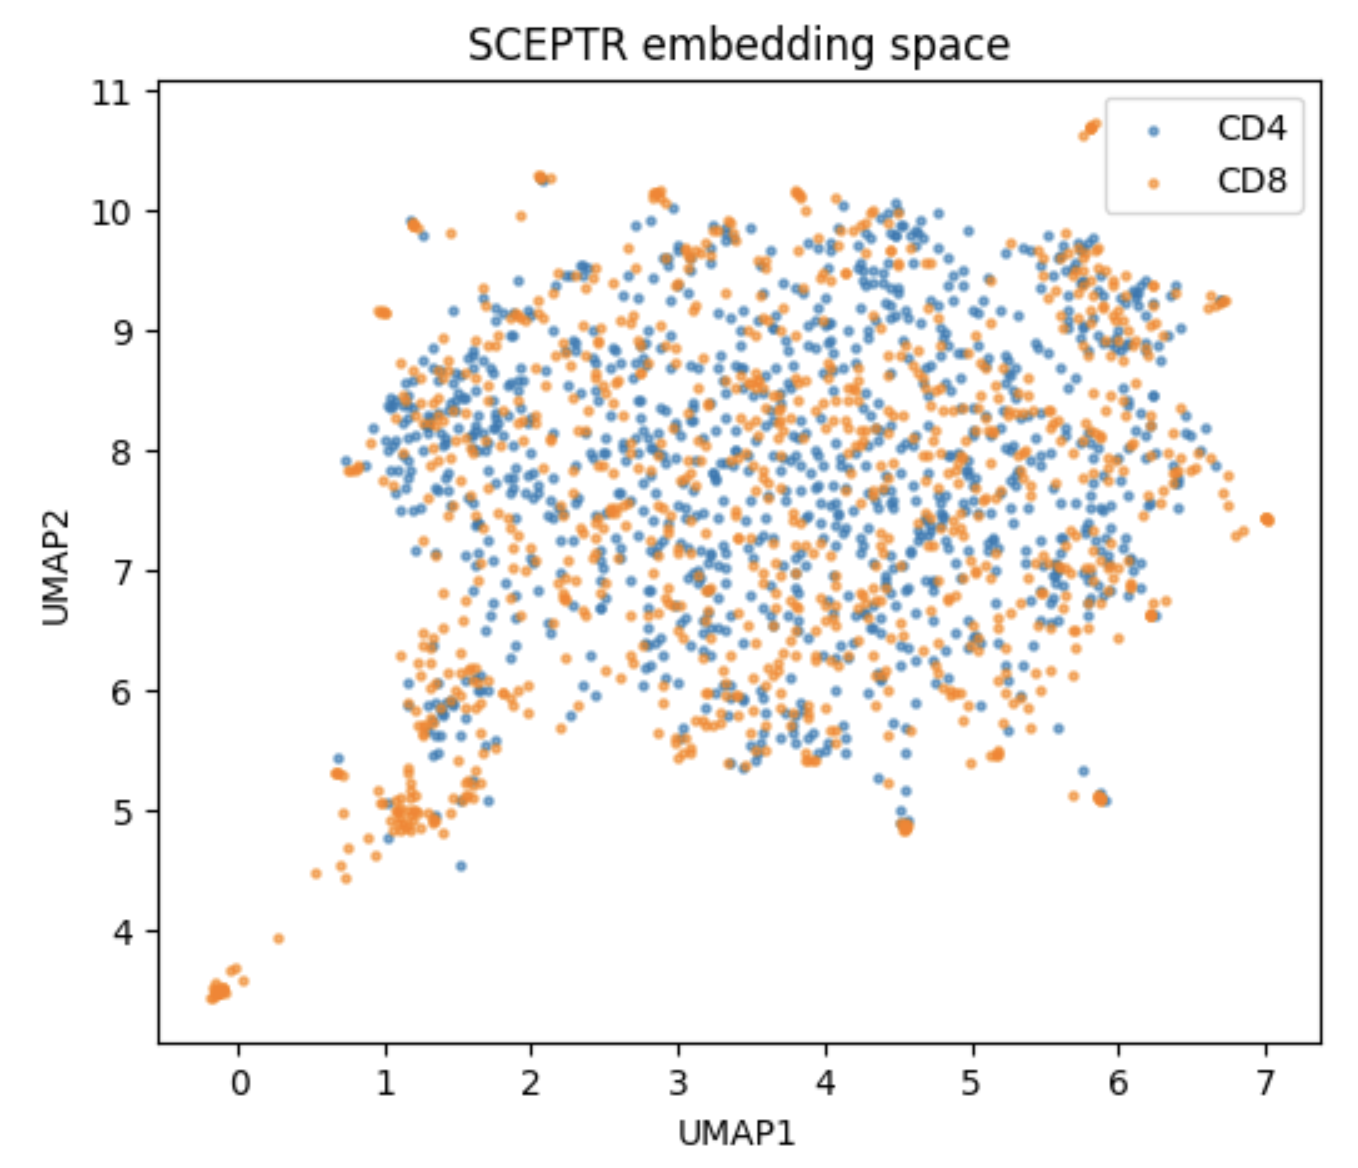 SCEPTR embedding space
CD4
CD8
11
10
9
8
7
6
5
4
UMAP2
0 1 2 3 4 5 6 7
UMAP1